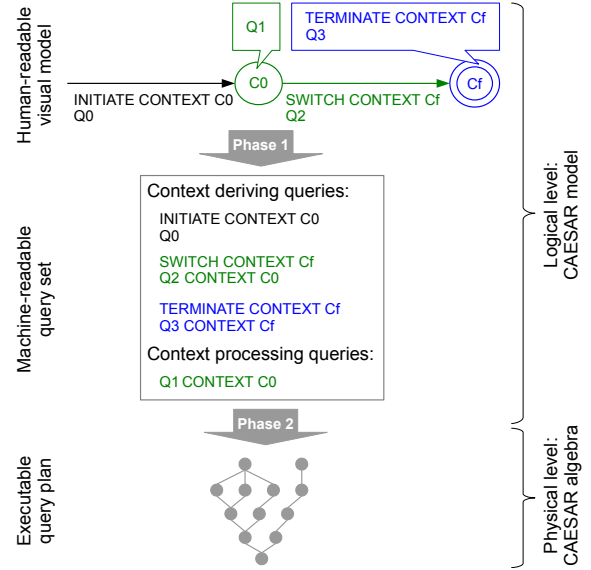 Human-readable
visual model
Q1
TERMINATE CONTEXT Cf
Q3
C0
Cf
INITIATE CONTEXT C0
Q0
SWITCH CONTEXT Cf
Q2
Phase 1
Machine-readable
query set
Context deriving queries:
INITIATE CONTEXT C0
Q0
SWITCH CONTEXT Cf
Q2 CONTEXT C0
TERMINATE CONTEXT Cf
Q3 CONTEXT Cf
Context processing queries:
Q1 CONTEXT C0
Logical level:
CAESAR model
Phase 2
Executable
query plan
Physical level:
CAESAR algebra